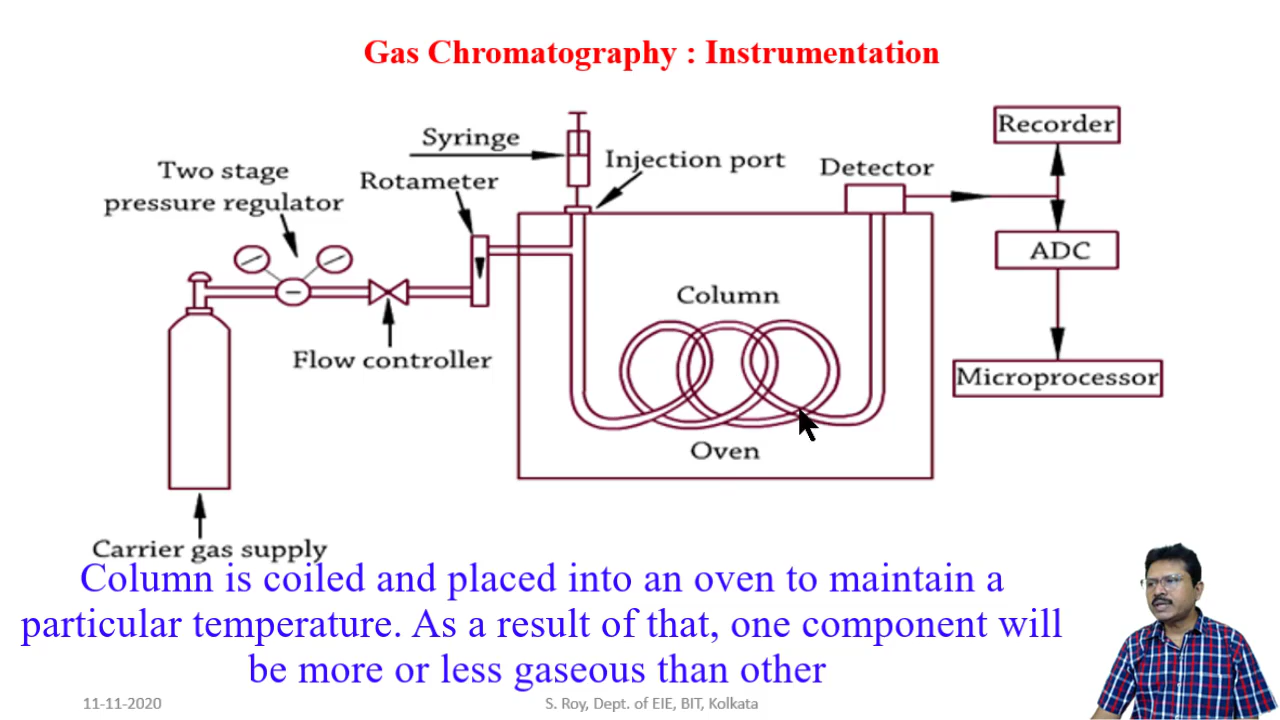 Gas Chromatography : Instrumentation
Syringe
Injection port
Recorder
Two stage
pressure regulator
Rotameter
Detector
ADC
Column
Flow controller
Microprocessor
Oven
Carrier gas supply
Column is coiled and placed into an oven to maintain a
particular temperature. As a result of that, one component will
be more or less gaseous than other
11-11-2020
S. Roy, Dept. of EIE, BIT, Kolkata